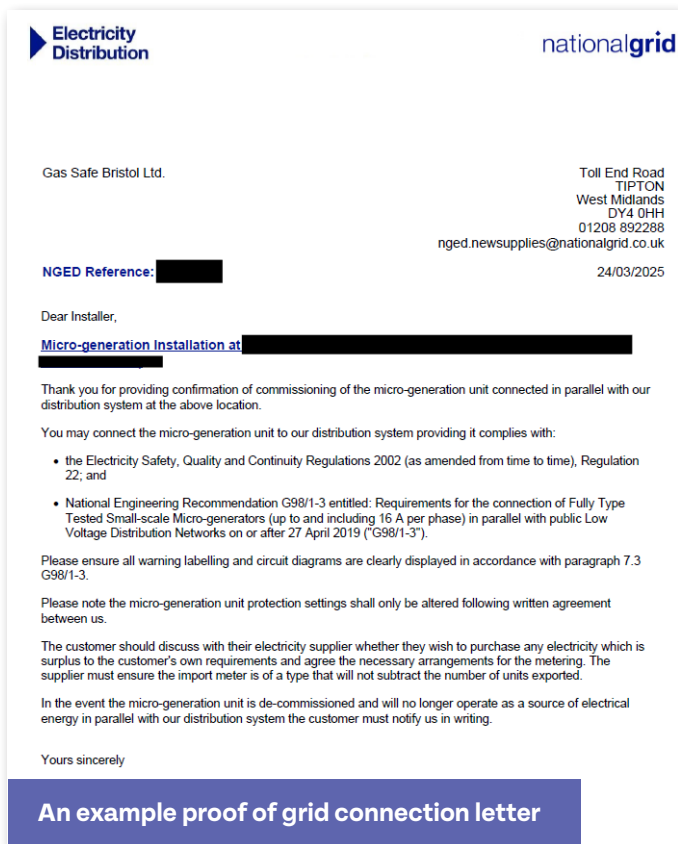 Electricity
Distribution
nationalgrid
Gas Safe Bristol Ltd.
Toll End Road
TIPTON
West Midlands
DY4 0HH
01208 892288
nged.newsupplies@nationalgrid.co.uk
NGED Reference:
24/03/2025
Dear Installer,
Micro-generation Installation at
Thank you for providing confirmation of commissioning of the micro-generation unit connected in parallel with our
distribution system at the above location.
You may connect the micro-generation unit to our distribution system providing it complies with:
• the Electricity Safety, Quality and Continuity Regulations 2002 (as amended from time to time), Regulation
22; and
• National Engineering Recommendation G98/1-3 entitled: Requirements for the connection of Fully Type
Tested Small-scale Micro-generators (up to and including 16 A per phase) in parallel with public Low
Voltage Distribution Networks on or after 27 April 2019 ("G98/1-3").
Please ensure all warning labelling and circuit diagrams are clearly displayed in accordance with paragraph 7.3
G98/1-3.
Please note the micro-generation unit protection settings shall only be altered following written agreement
between us.
The customer should discuss with their electricity supplier whether they wish to purchase any electricity which is
surplus to the customer's own requirements and agree the necessary arrangements for the metering. The
supplier must ensure the import meter is of a type that will not subtract the number of units exported.
In the event the micro-generation unit is de-commissioned and will no longer operate as a source of electrical
energy in parallel with our distribution system the customer must notify us in writing.
Yours sincerely
An example proof of grid connection letter